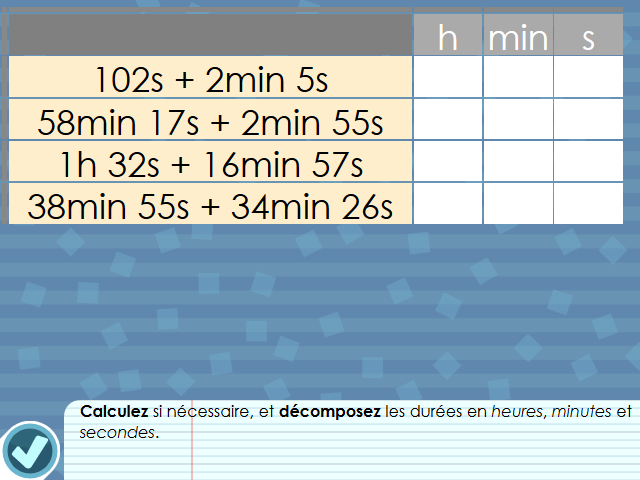 h min s
102s + 2min 5s
58min 17s + 2min 55s
1h 32s + 16min 57s
38min 55s + 34min 26s
Calculez si nécessaire, et décomposez les durées en heures, minutes et
secondes.